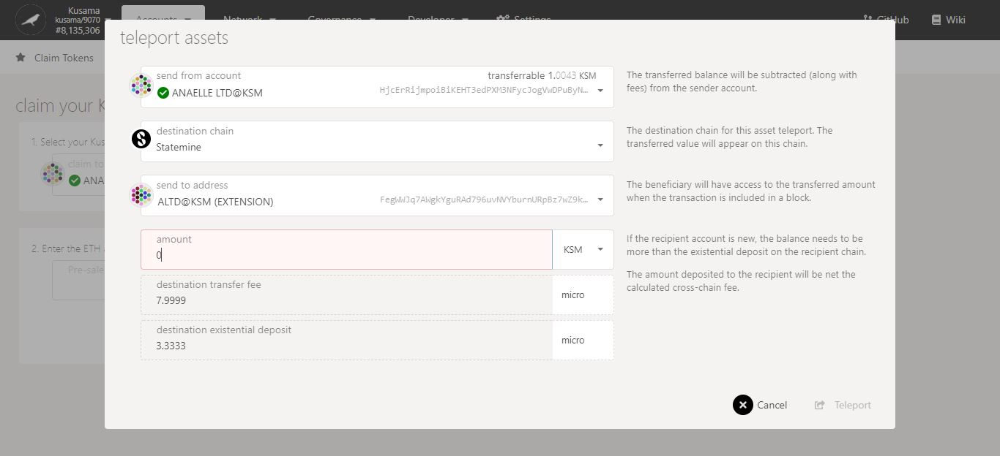 Kusama
kusama/9070
#8,135,306
Accounts
Network
Governance
Developer
Settings
GitHub
Wiki
Claim Tokens
teleport assets
claim your K
1. Select your Kus
claim to
ANA
2. Enter the ETH
Pre-sale
send from account
transferrable 1.0043 KSM
ANAELLE LTD@KSM
HjcErRijmpoiBiKEHT3edPXM3NFycJogVwDPuByN…
The transferred balance will be subtracted (along with
fees) from the sender account.
destination chain
Statemine
The destination chain for this asset teleport. The
transferred value will appear on this chain.
send to address
ALTD@KSM (EXTENSION)
FegWWJq7AWgkYguRAd796uvNVYburnURpBz7wZ9k…
The beneficiary will have access to the transferred amount
when the transaction is included in a block.
amount
0
KSM
If the recipient account is new, the balance needs to be
more than the existential deposit on the recipient chain.
The amount deposited to the recipient will be net the
calculated cross-chain fee.
destination transfer fee
7.9999
micro
destination existential deposit
3.3333
micro
Cancel
Teleport